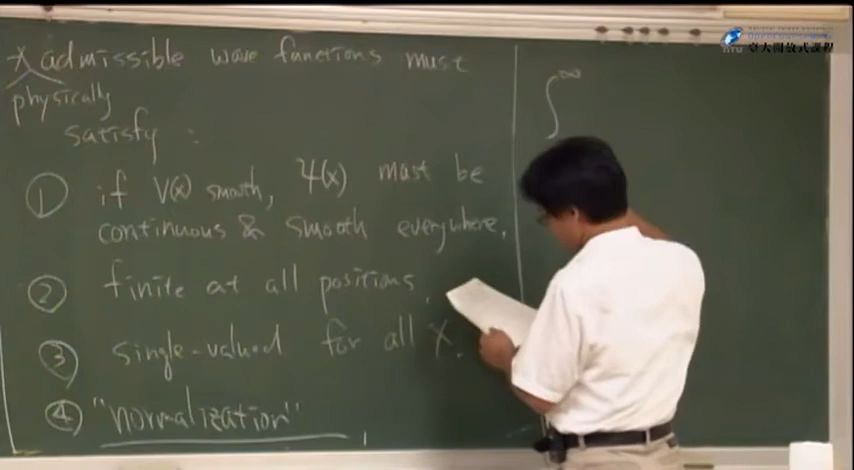 * admissible wave functions must
physically
satisfy :
① if V(x) smooth, Ψ(x) must be
continuous & smooth everywhere,
② finite at all positions,
③ single-valued for all x.
④ "normalization"
∫ ∞
NTU 臺大開放式課程